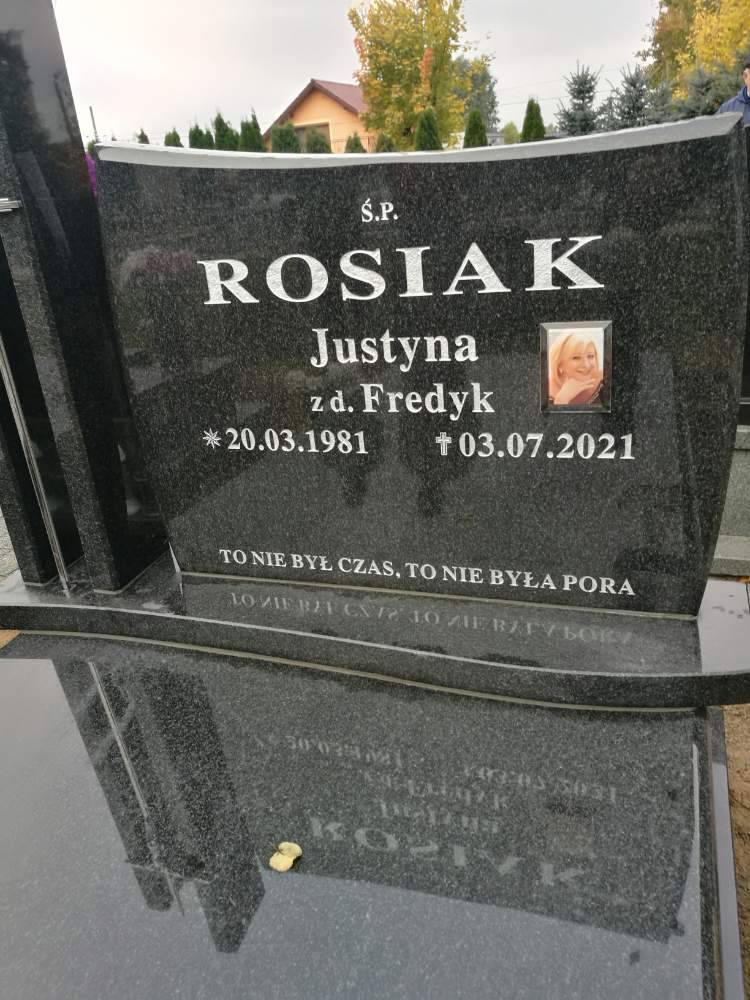 Ś.P.
ROSIAK
Justyna
z d. Fredyk
✴20.03.1981 ✝03.07.2021
TO NIE BYŁ CZAS, TO NIE BYŁA PORA